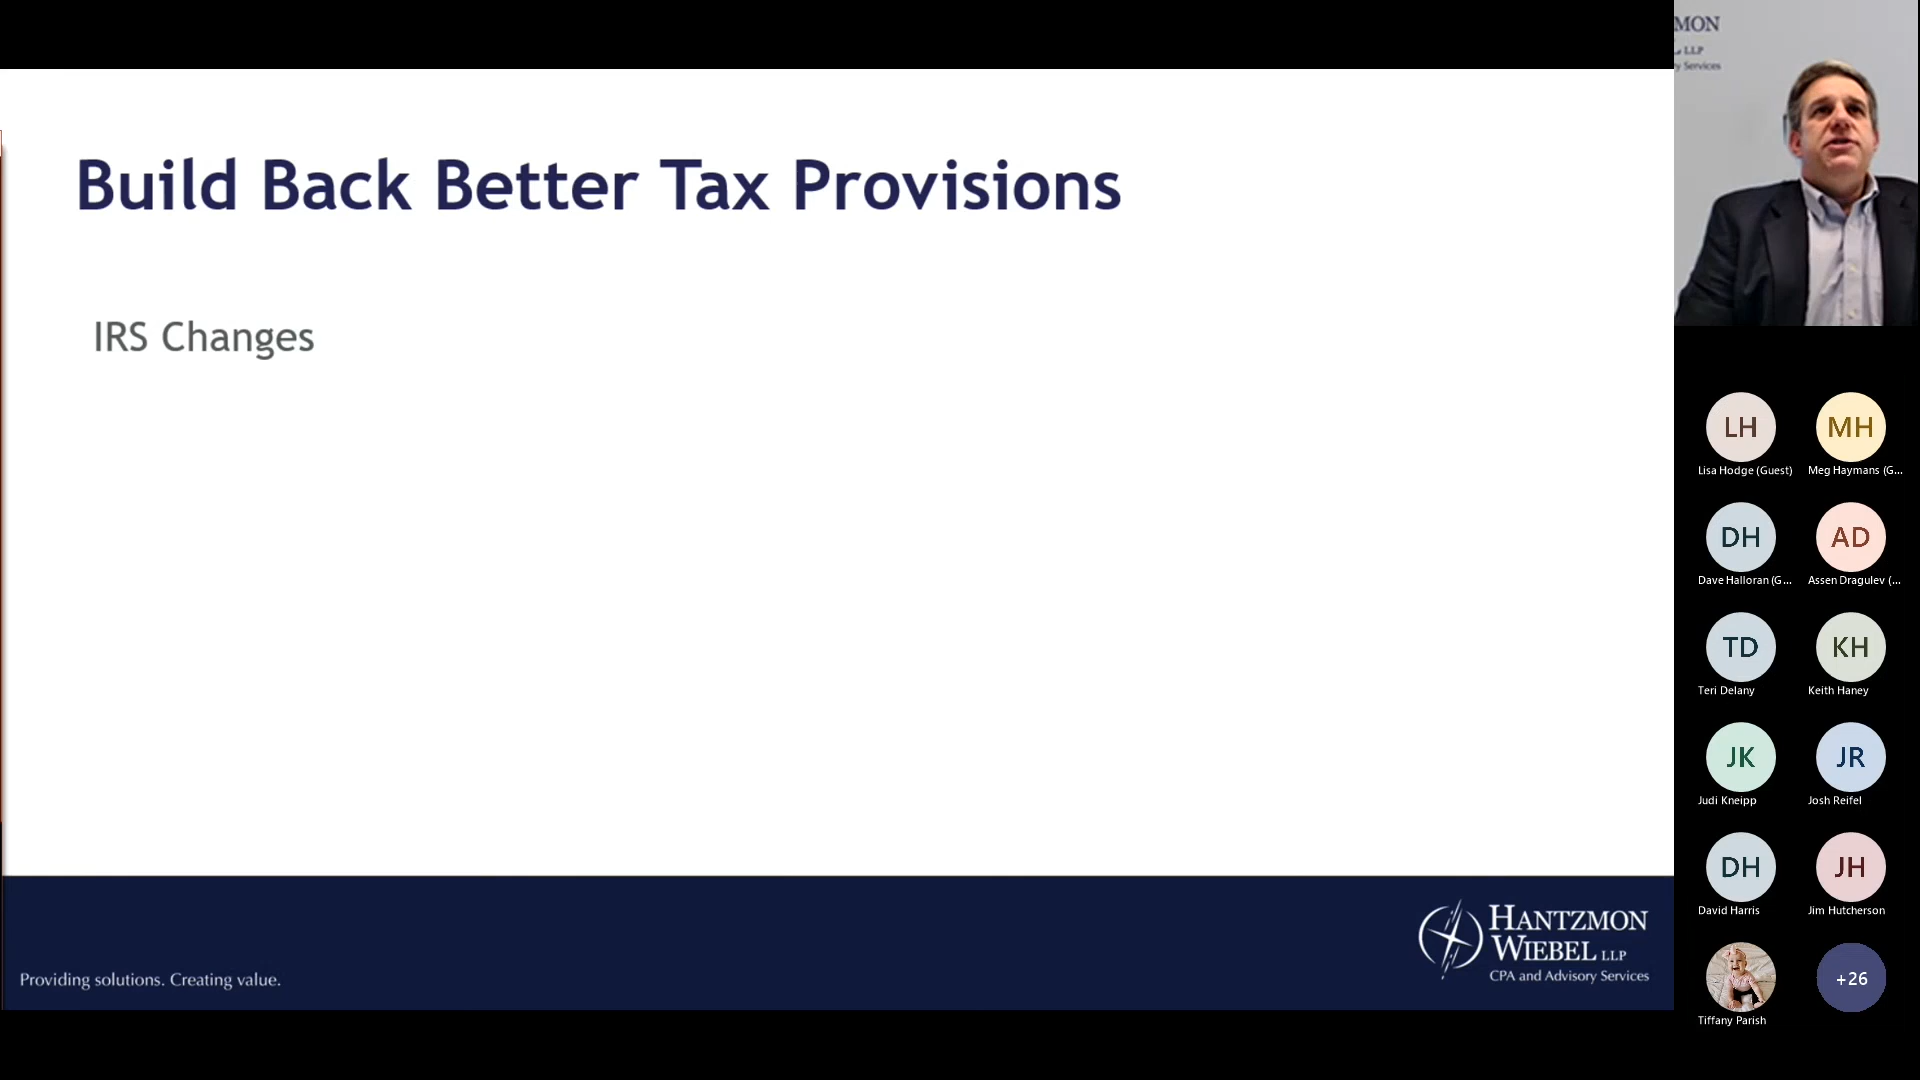 Build Back Better Tax Provisions
IRS Changes
Providing solutions. Creating value.
HANTZMON
WIEBEL LLP
CPA and Advisory Services
MON
LLP
Services
LH
MH
Lisa Hodge (Guest)
Meg Haymans (G...
DH
AD
Dave Halloran (G...
Assen Dragulev (...
TD
KH
Teri Delany
Keith Haney
JK
JR
Judi Kneipp
Josh Reifel
DH
JH
David Harris
Jim Hutcherson
+26
Tiffany Parish